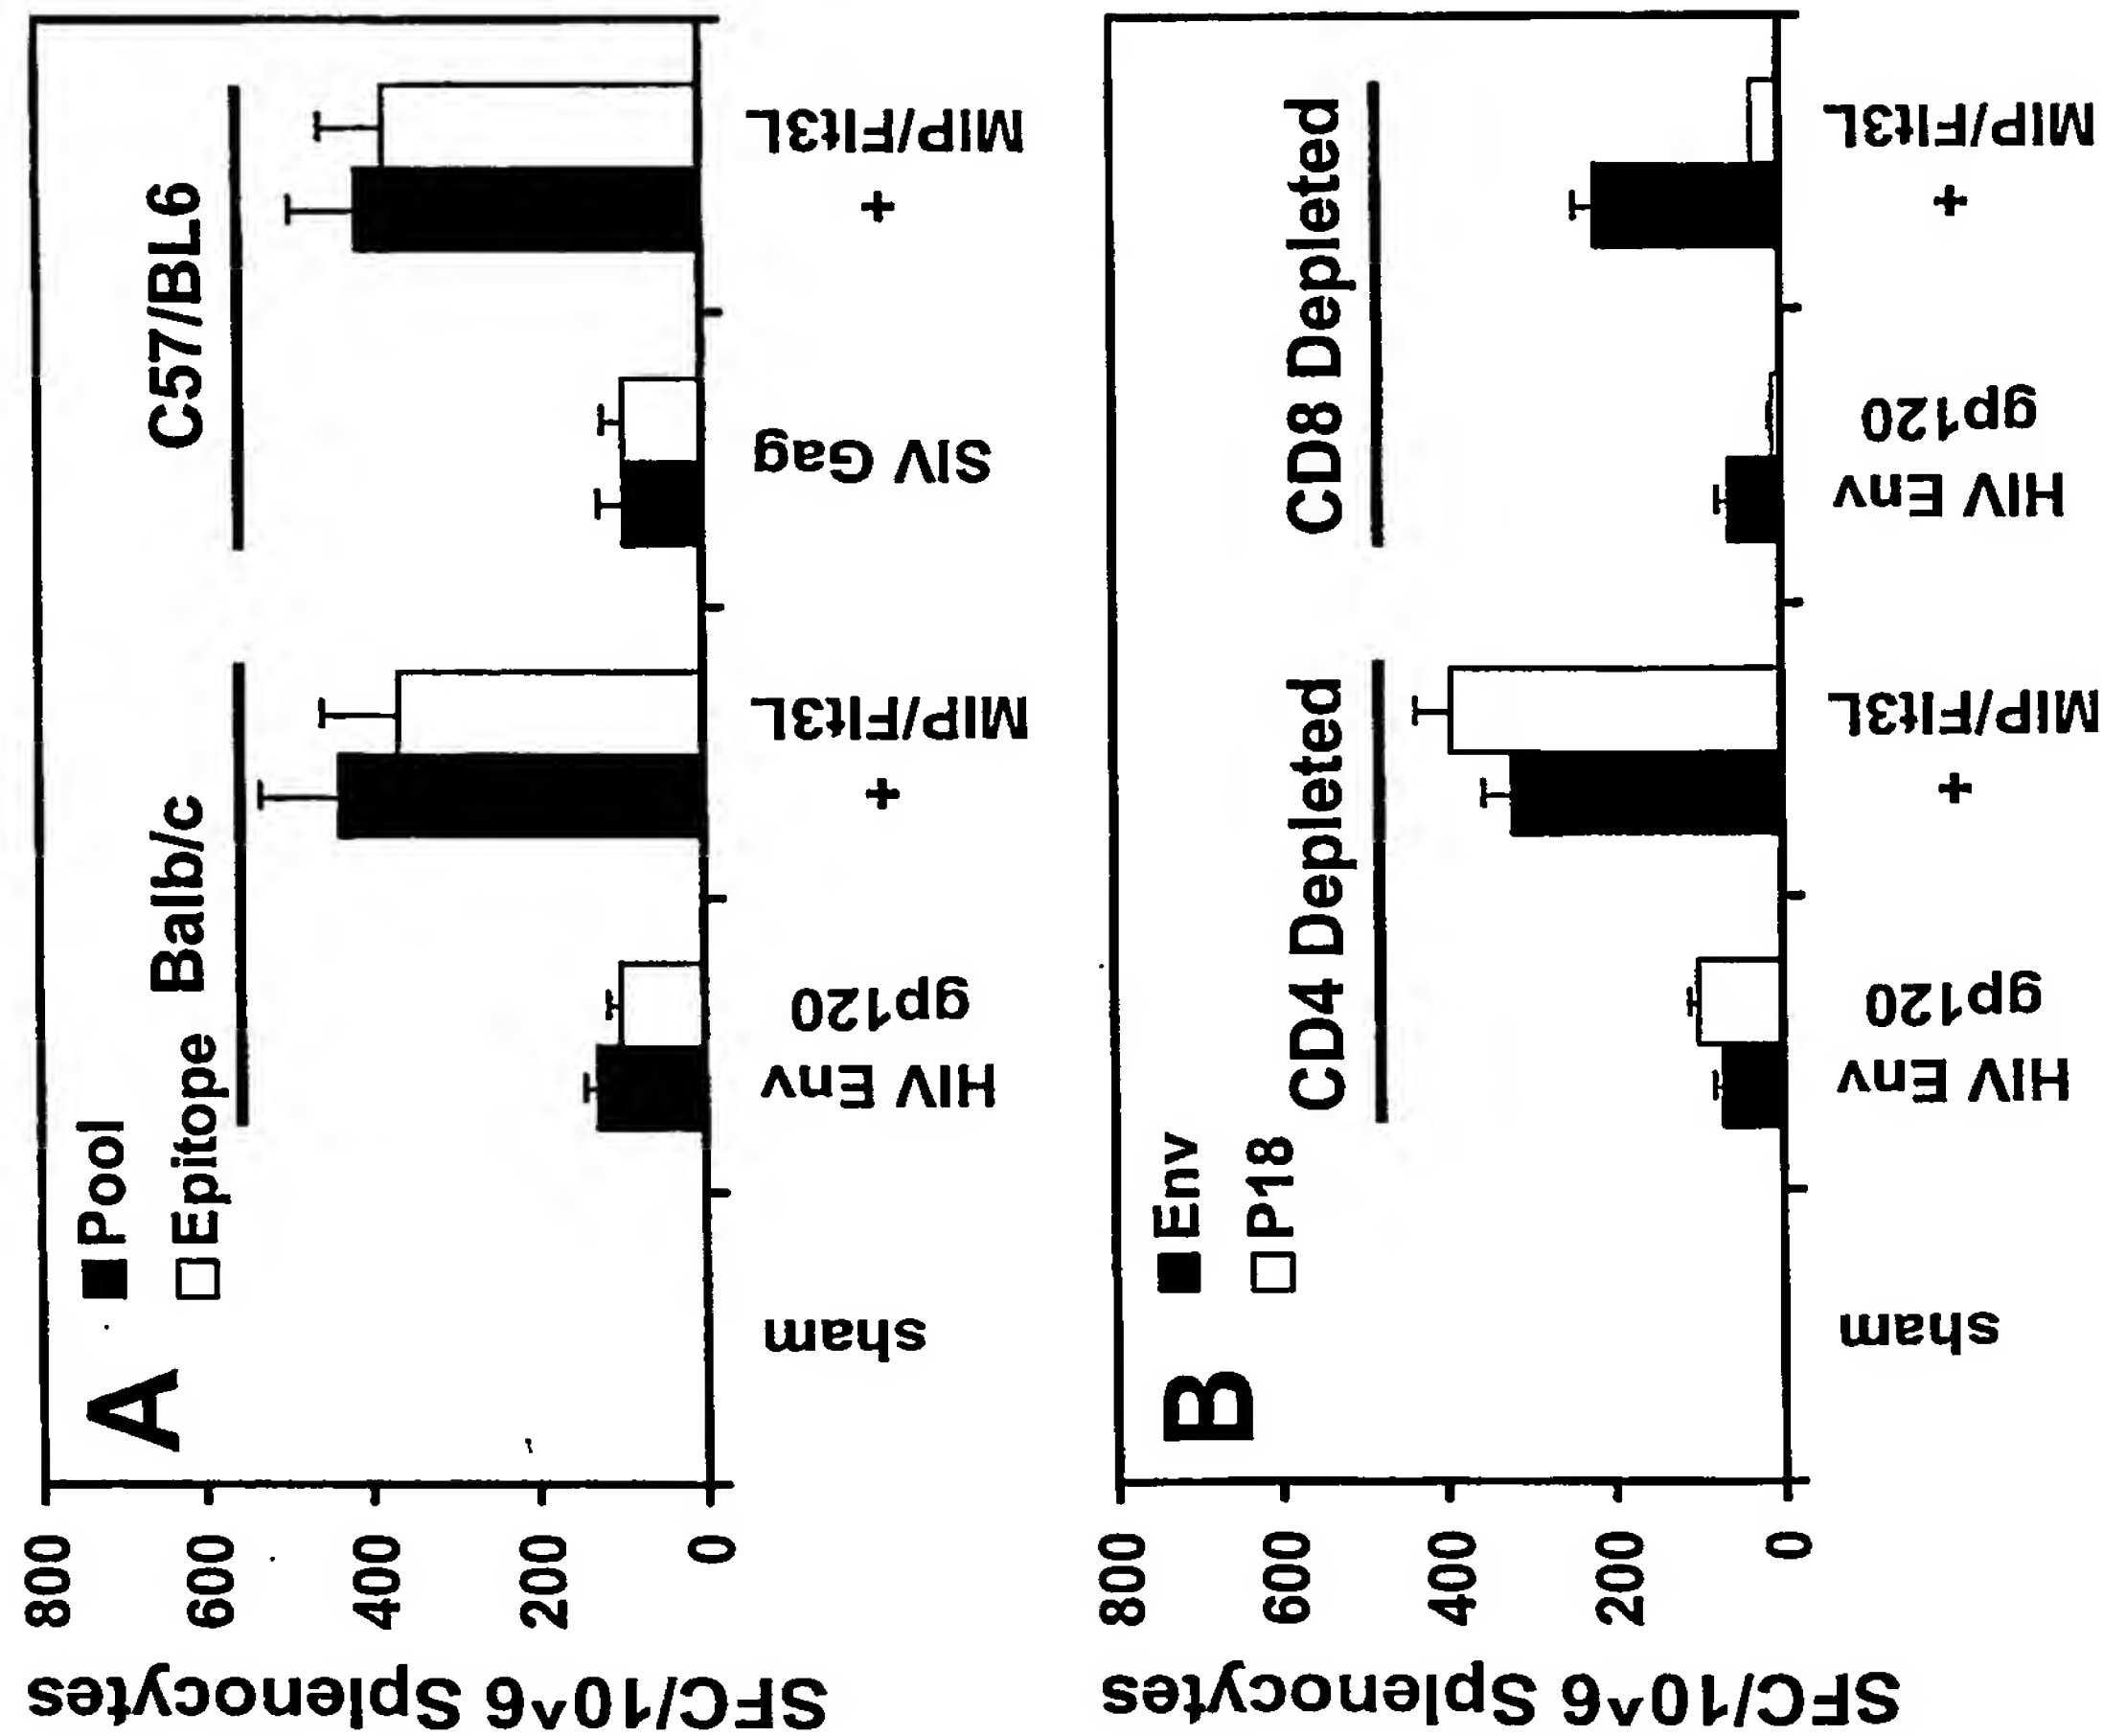 A
Pool
Epitope
Balb/c
C57/BL6
SFC/10^6 Splenocytes
800
600
400
200
0
sham
HIV Env
gp120
+
MIP/Flt3L
SIV Gag
+
MIP/Flt3L
B
Env
P18
CD4 Depleted
CD8 Depleted
SFC/10^6 Splenocytes
800
600
400
200
0
sham
HIV Env
gp120
+
MIP/Flt3L
HIV Env
gp120
+
MIP/Flt3L